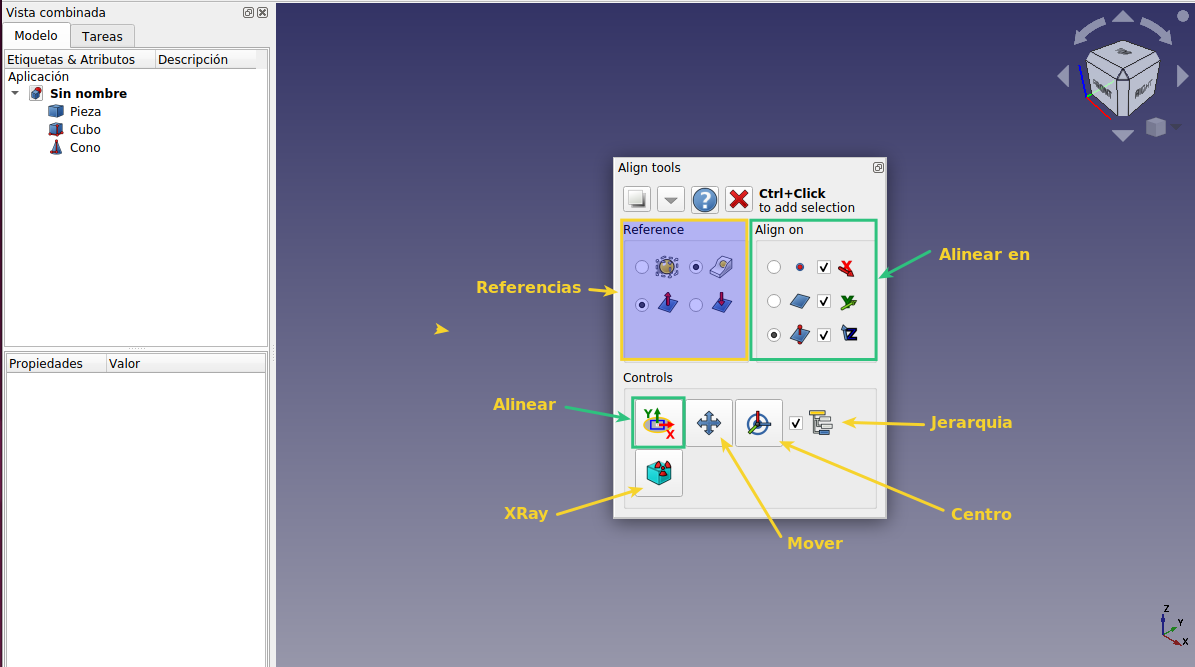 Vista combinada
Modelo
Tareas
Etiquetas & Atributos
Descripción
Aplicación
Sin nombre
Pieza
Cubo
Cono
Propiedades
Valor
Align tools
Ctrl+Click
to add selection
Reference
Align on
X
Y
Z
Referencias
Alinear en
Controls
Alinear
Y
X
Jerarquia
XRay
Centro
Mover
RIGHT
Z
Y
X